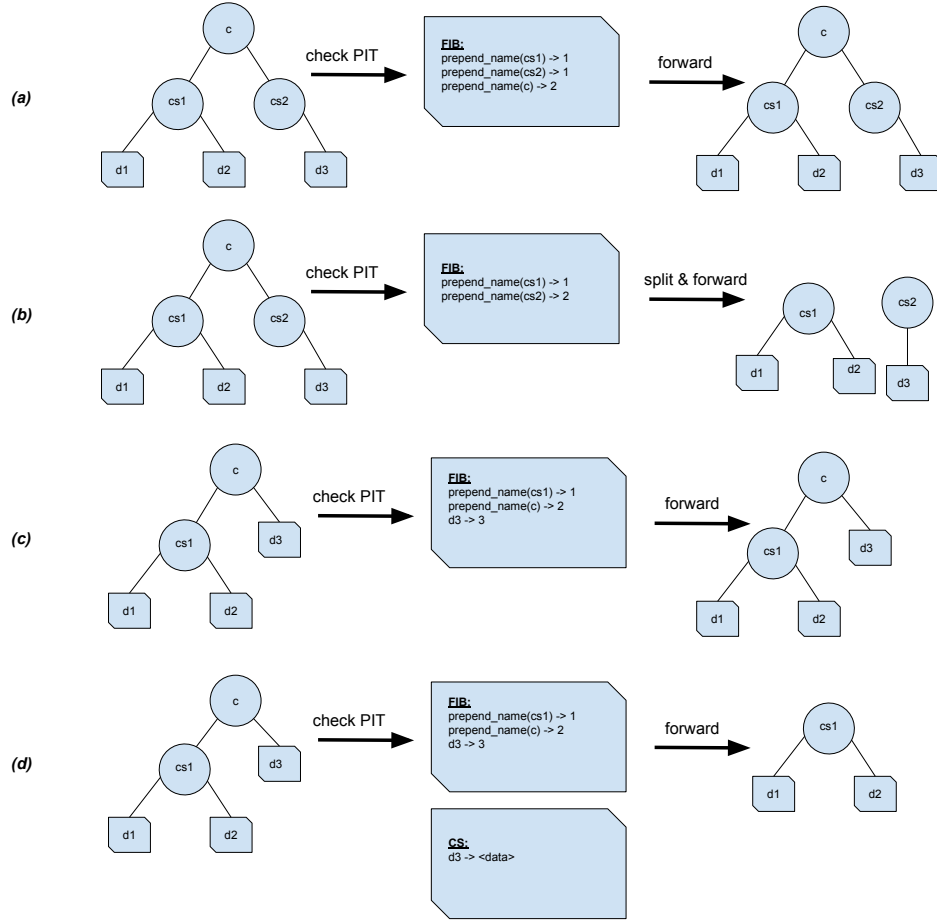 c
check PIT
FIB:
prepend_name(cs1) -> 1
prepend_name(cs2) -> 1
prepend_name(c) -> 2
forward
c
(a)
cs1
cs2
cs1
cs2
d1
d2
d3
d1
d2
d3
c
check PIT
FIB:
prepend_name(cs1) -> 1
prepend_name(cs2) -> 2
split & forward
(b)
cs1
cs2
cs1
cs2
d1
d2
d3
d1
d2
d3
c
check PIT
FIB:
prepend_name(cs1) -> 1
prepend_name(c) -> 2
d3 -> 3
forward
c
(c)
cs1
d3
cs1
d3
d1
d2
d1
d2
c
check PIT
FIB:
prepend_name(cs1) -> 1
prepend_name(c) -> 2
d3 -> 3
forward
cs1
(d)
cs1
d3
d1
d2
d1
d2
CS:
d3 -> <data>